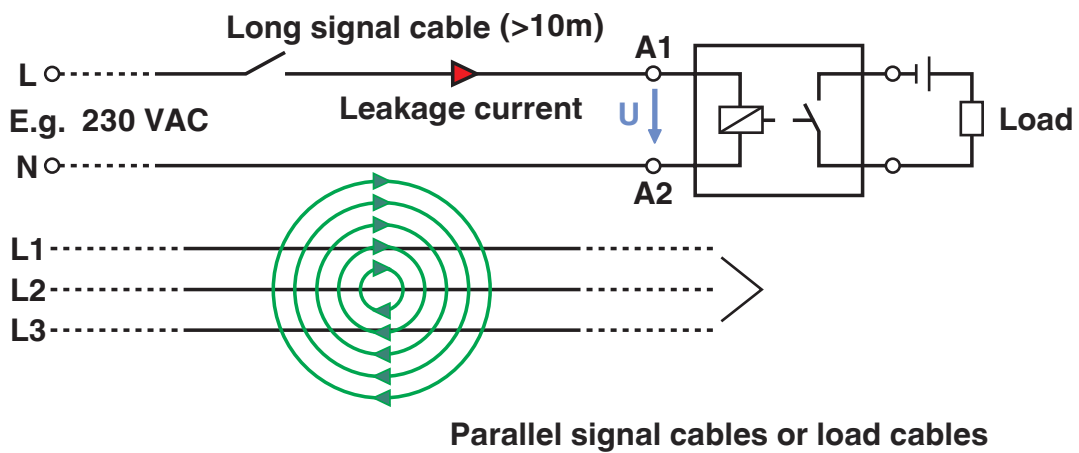 Long signal cable (>10m)
A1
L
Leakage current
U
E.g. 230 VAC
Load
N
A2
L1
L2
L3
Parallel signal cables or load cables